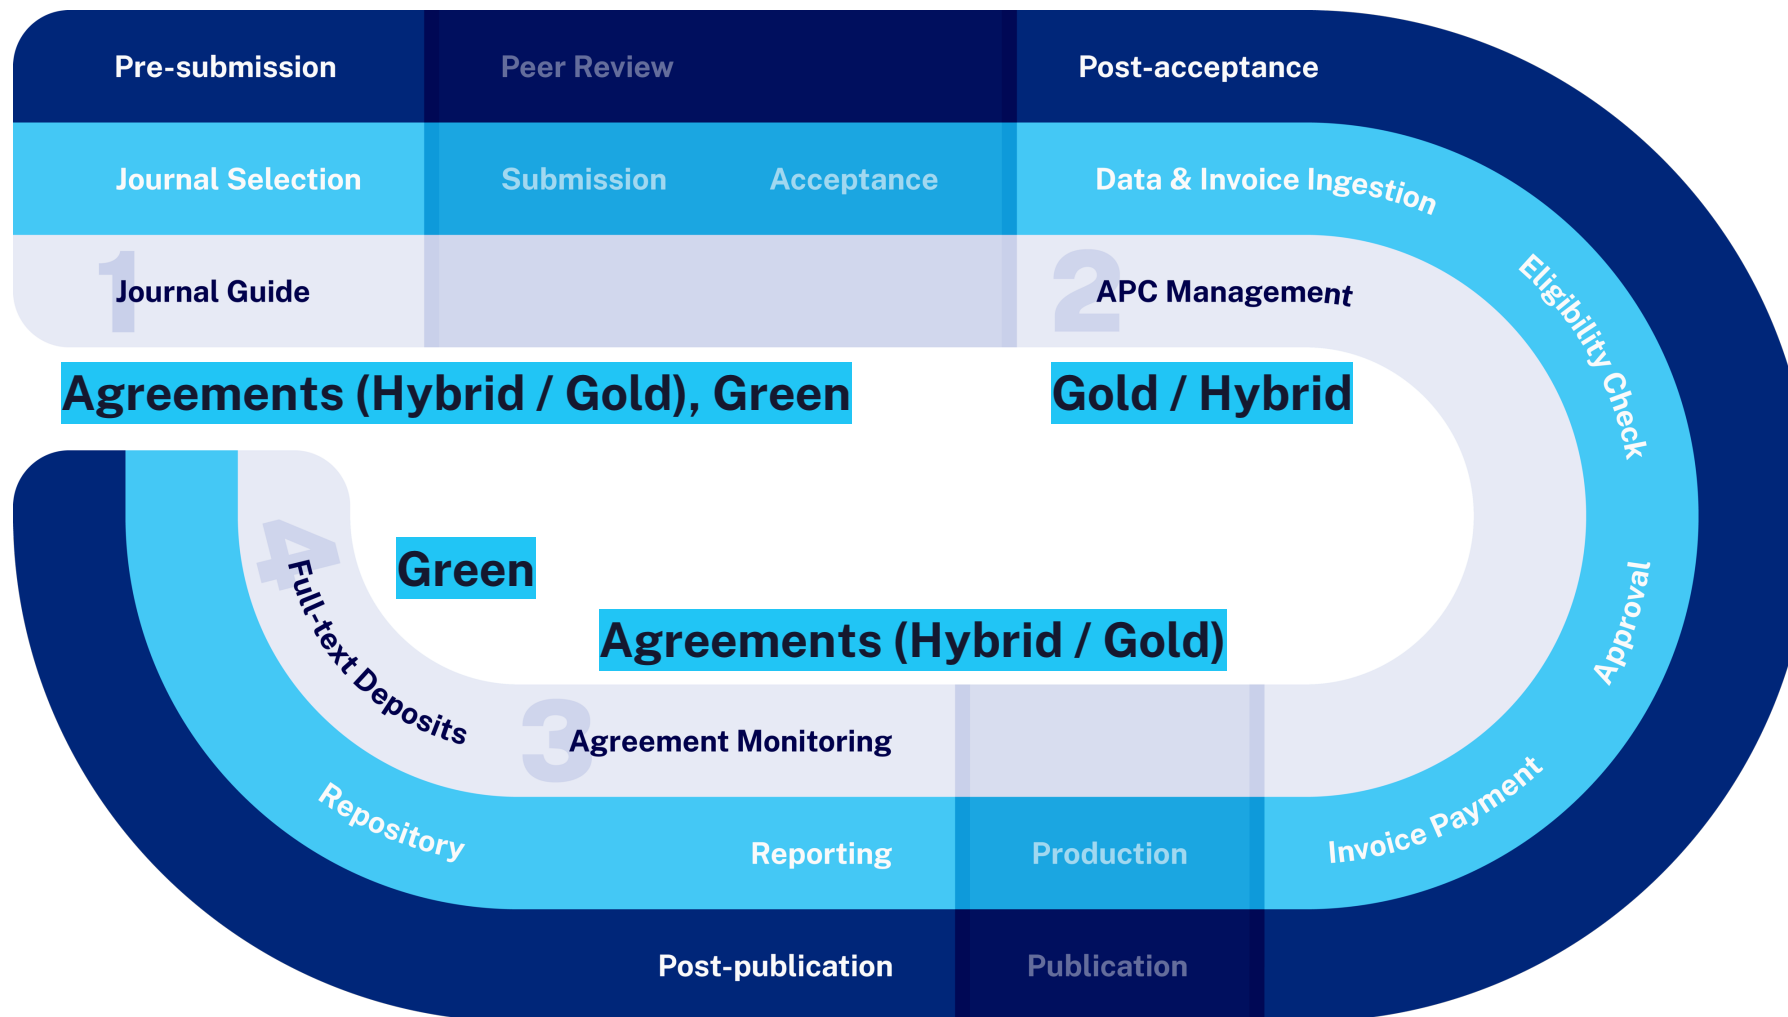 Pre-submission
Peer Review
Post-acceptance
Journal Selection
Submission
Acceptance
Data & Invoice Ingestion
1
Journal Guide
2
APC Management
Eligibility Check
Agreements (Hybrid / Gold), Green
Gold / Hybrid
Approval
Green
Agreements (Hybrid / Gold)
4
Full-text Deposits
3
Agreement Monitoring
Repository
Reporting
Production
Invoice Payment
Post-publication
Publication